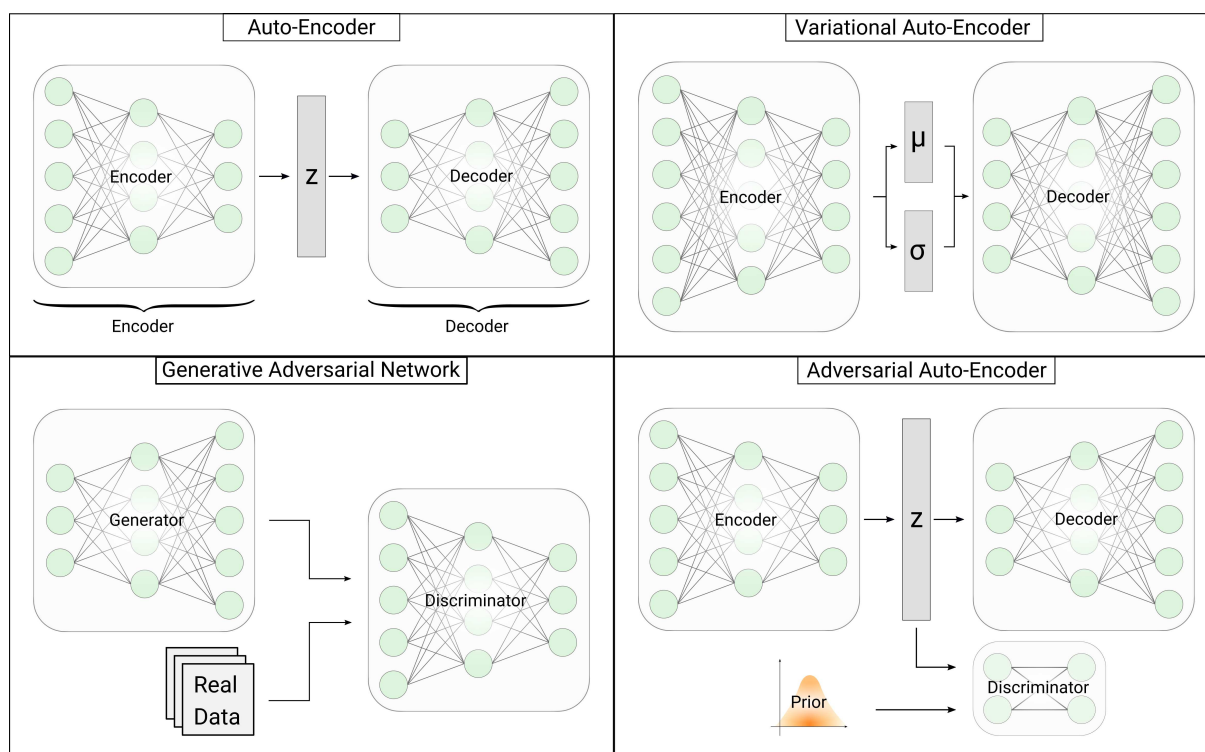 Auto-Encoder
Encoder
z
Decoder
Encoder
Decoder
Variational Auto-Encoder
Encoder
μ
σ
Decoder
Generative Adversarial Network
Generator
Real
Data
Discriminator
Adversarial Auto-Encoder
Encoder
z
Decoder
Prior
Discriminator